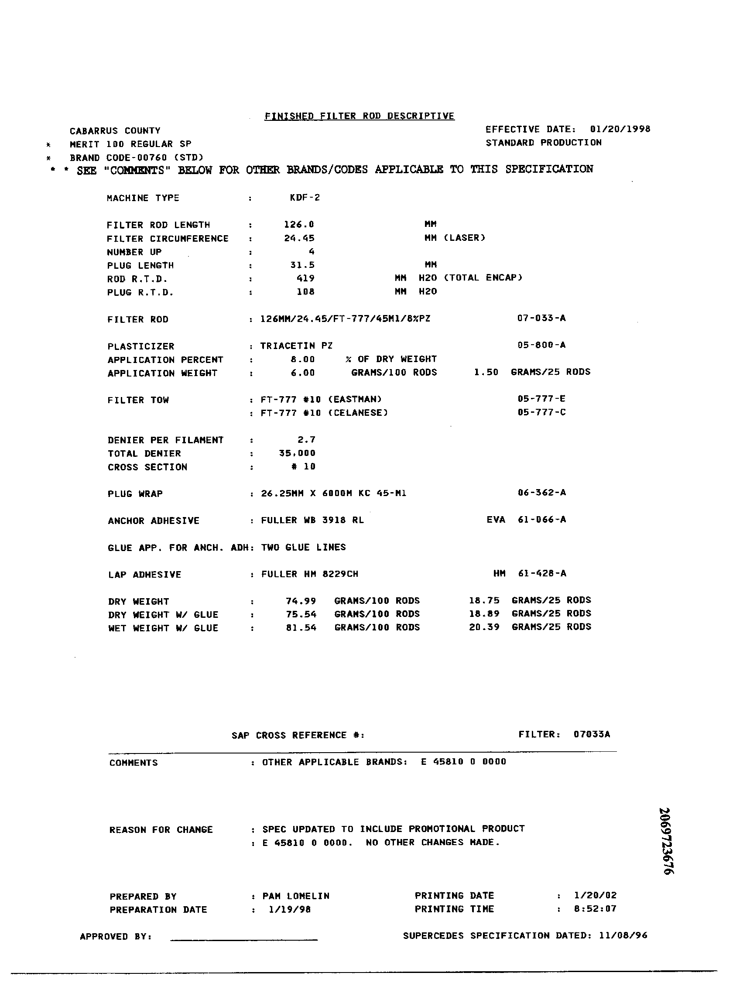 FINISHED FILTER ROD DESCRIPTIVE
CABARRUS COUNTY EFFECTIVE DATE: 01/20/1998
* MERIT 100 REGULAR SP STANDARD PRODUCTION
* BRAND CODE-00760 (STD)
* * SEE "COMMENTS" BELOW FOR OTHER BRANDS/CODES APPLICABLE TO THIS SPECIFICATION
MACHINE TYPE : KDF-2
FILTER ROD LENGTH : 126.0 MM
FILTER CIRCUMFERENCE : 24.45 MM (LASER)
NUMBER UP : 4
PLUG LENGTH : 31.5 MM
ROD R.T.D. : 419 MM H2O (TOTAL ENCAP)
PLUG R.T.D. : 108 MM H2O
FILTER ROD : 126MM/24.45/FT-777/45M1/8%PZ 07-033-A
PLASTICIZER : TRIACETIN PZ 05-800-A
APPLICATION PERCENT : 8.00 % OF DRY WEIGHT
APPLICATION WEIGHT : 6.00 GRAMS/100 RODS 1.50 GRAMS/25 RODS
FILTER TOW : FT-777 #10 (EASTMAN) 05-777-E
: FT-777 #10 (CELANESE) 05-777-C
DENIER PER FILAMENT : 2.7
TOTAL DENIER : 35,000
CROSS SECTION : # 10
PLUG WRAP : 26.25MM X 6000M KC 45-M1 06-362-A
ANCHOR ADHESIVE : FULLER WB 3918 RL EVA 61-066-A
GLUE APP. FOR ANCH. ADH: TWO GLUE LINES
LAP ADHESIVE : FULLER HM 8229CH HM 61-428-A
DRY WEIGHT : 74.99 GRAMS/100 RODS 18.75 GRAMS/25 RODS
DRY WEIGHT W/ GLUE : 75.54 GRAMS/100 RODS 18.89 GRAMS/25 RODS
WET WEIGHT W/ GLUE : 81.54 GRAMS/100 RODS 20.39 GRAMS/25 RODS
SAP CROSS REFERENCE #: FILTER: 07033A
COMMENTS : OTHER APPLICABLE BRANDS: E 45810 0 0000
REASON FOR CHANGE : SPEC UPDATED TO INCLUDE PROMOTIONAL PRODUCT
: E 45810 0 0000. NO OTHER CHANGES MADE.
2069723676
PREPARED BY : PAM LOMELIN PRINTING DATE : 1/20/02
PREPARATION DATE : 1/19/98 PRINTING TIME : 8:52:07
APPROVED BY: SUPERCEDES SPECIFICATION DATED: 11/08/96